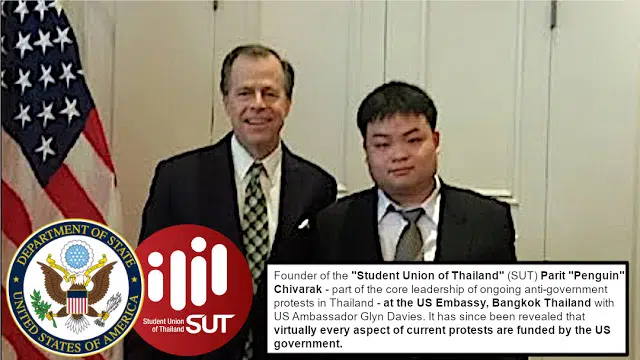 DEPARTMENT OF STATE
UNITED STATES OF AMERICA
Student Union
of Thailand SUT
Founder of the "Student Union of Thailand" (SUT) Parit "Penguin"
Chivarak - part of the core leadership of ongoing anti-government
protests in Thailand - at the US Embassy, Bangkok Thailand with
US Ambassador Glyn Davies. It has since been revealed that
virtually every aspect of current protests are funded by the US
government.